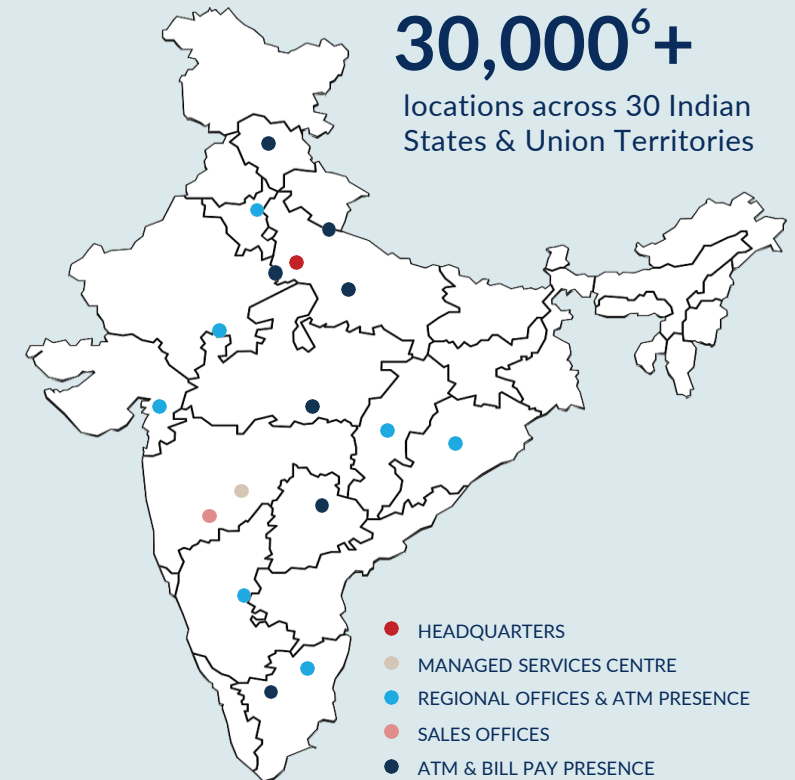 30,000⁶+
locations across 30 Indian
States & Union Territories
HEADQUARTERS
MANAGED SERVICES CENTRE
REGIONAL OFFICES & ATM PRESENCE
SALES OFFICES
ATM & BILL PAY PRESENCE